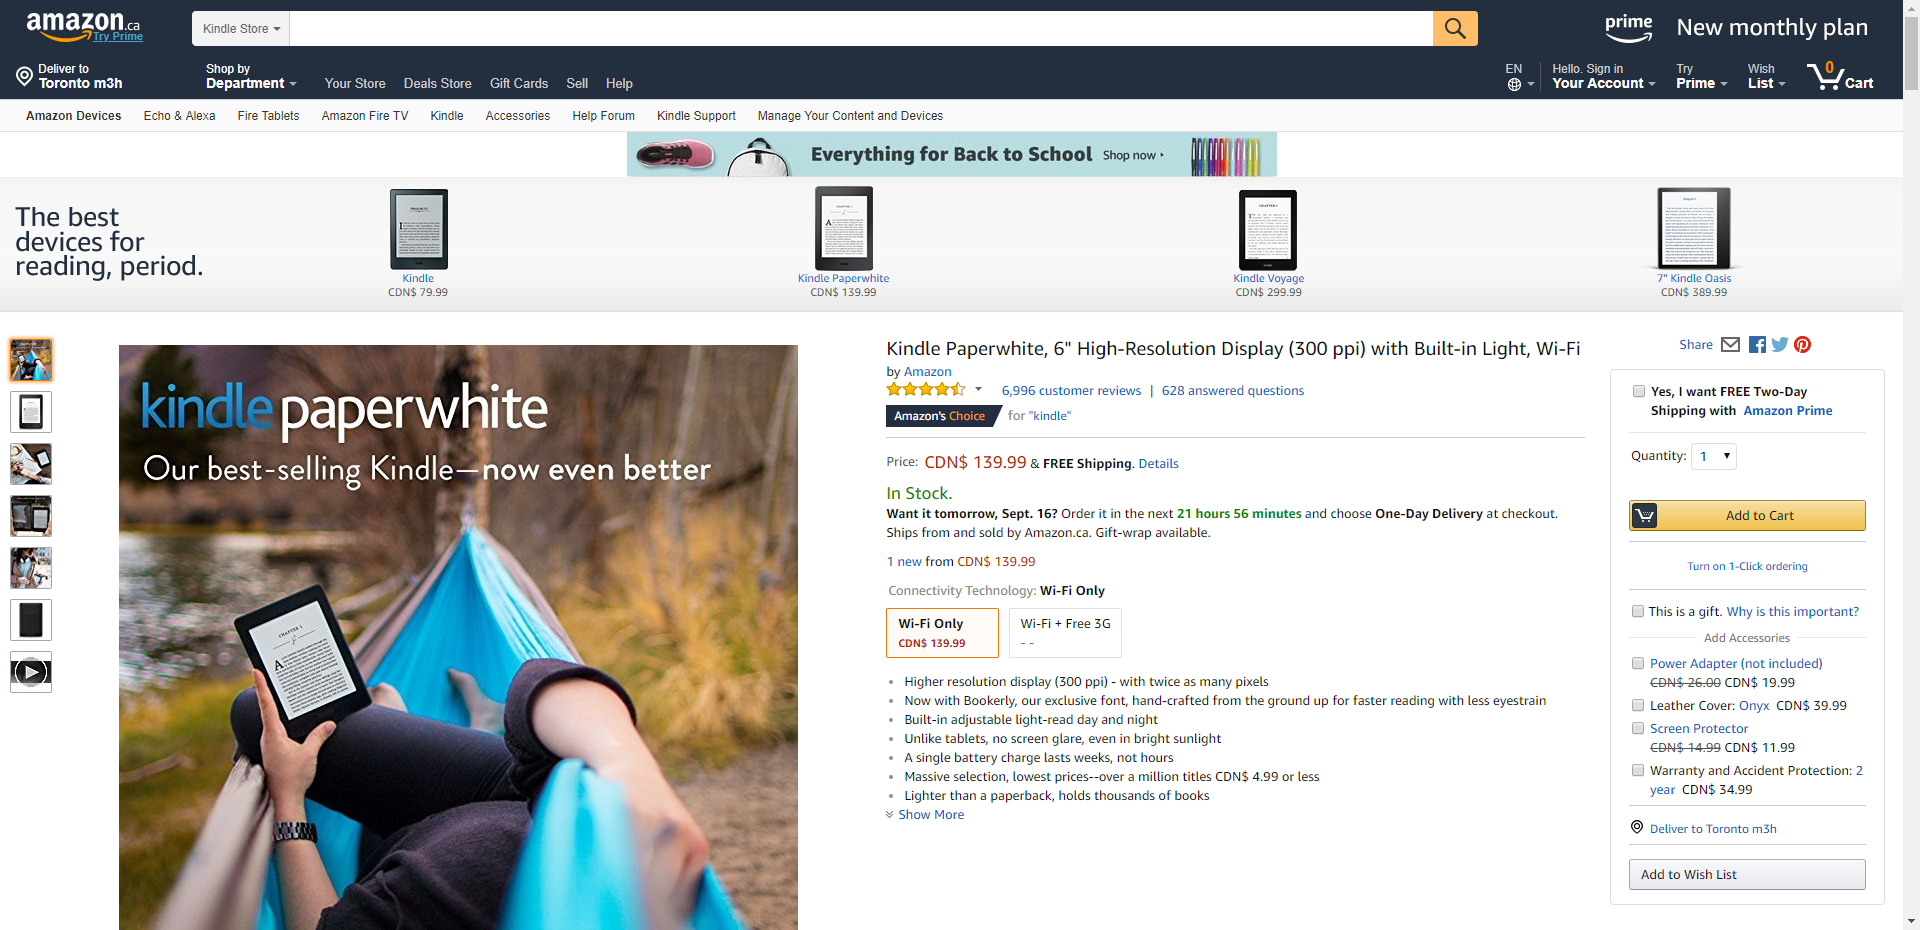 amazon.ca
Try Prime
Kindle Store
prime
New monthly plan
Deliver to
Toronto m3h
Shop by
Department
Your Store
Deals Store
Gift Cards
Sell
Help
EN
Hello. Sign in
Your Account
Try
Prime
Wish
List
0
Cart
Amazon Devices
Echo & Alexa
Fire Tablets
Amazon Fire TV
Kindle
Accessories
Help Forum
Kindle Support
Manage Your Content and Devices
Everything for Back to School
Shop now
The best
devices for
reading, period.
Kindle
CDN$ 79.99
Kindle Paperwhite
CDN$ 139.99
Kindle Voyage
CDN$ 299.99
7" Kindle Oasis
CDN$ 389.99
kindle paperwhite
Our best-selling Kindle—now even better
CHAPTER 1
Kindle Paperwhite, 6" High-Resolution Display (300 ppi) with Built-in Light, Wi-Fi
by Amazon
6,996 customer reviews | 628 answered questions
Amazon's Choice for "kindle"
Price: CDN$ 139.99 & FREE Shipping. Details
In Stock.
Want it tomorrow, Sept. 16? Order it in the next 21 hours 56 minutes and choose One-Day Delivery at checkout.
Ships from and sold by Amazon.ca. Gift-wrap available.
1 new from CDN$ 139.99
Connectivity Technology: Wi-Fi Only
Wi-Fi Only
CDN$ 139.99
Wi-Fi + Free 3G
- -
Higher resolution display (300 ppi) - with twice as many pixels
Now with Bookerly, our exclusive font, hand-crafted from the ground up for faster reading with less eyestrain
Built-in adjustable light-read day and night
Unlike tablets, no screen glare, even in bright sunlight
A single battery charge lasts weeks, not hours
Massive selection, lowest prices--over a million titles CDN$ 4.99 or less
Lighter than a paperback, holds thousands of books
Show More
Share
Yes, I want FREE Two-Day
Shipping with Amazon Prime
Quantity: 1
Add to Cart
Turn on 1-Click ordering
This is a gift. Why is this important?
Add Accessories
Power Adapter (not included)
CDN$ 26.00 CDN$ 19.99
Leather Cover: Onyx CDN$ 39.99
Screen Protector
CDN$ 14.99 CDN$ 11.99
Warranty and Accident Protection: 2
year CDN$ 34.99
Deliver to Toronto m3h
Add to Wish List